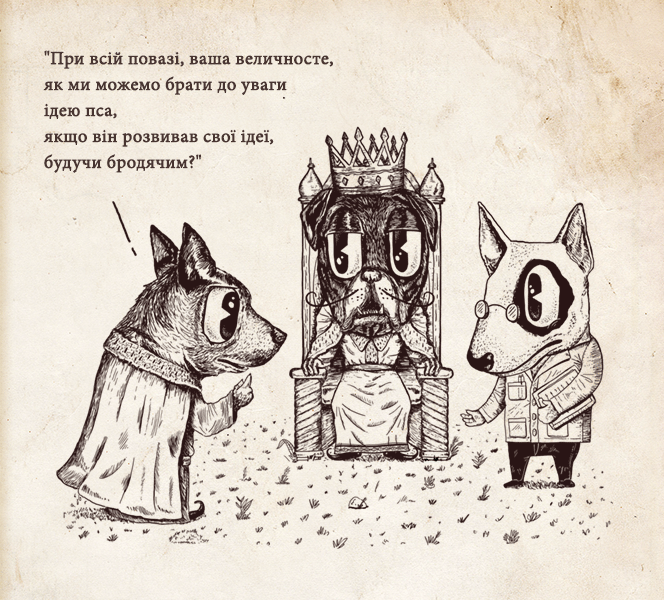 "При всій повазі, ваша величносте,
як ми можемо брати до уваги
ідею пса,
якщо він розвивав свої ідеї,
будучи бродячим?"